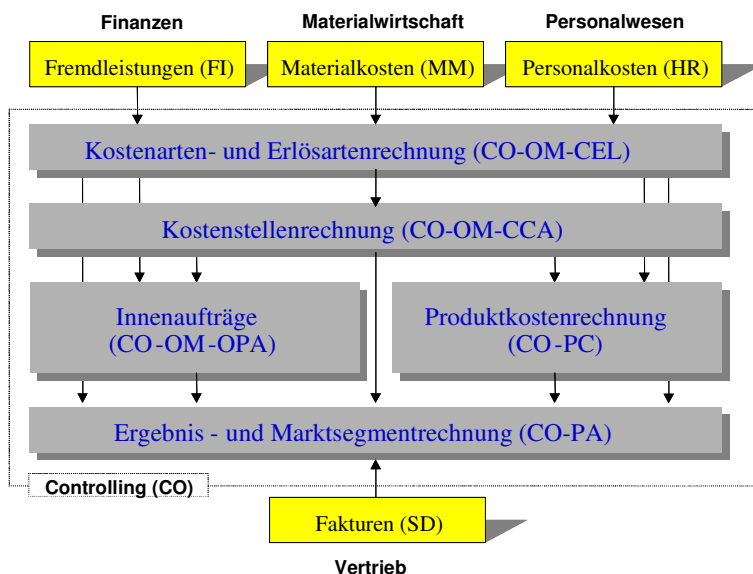 Finanzen Materialwirtschaft Personalwesen
Fremdleistungen (FI) Materialkosten (MM) Personalkosten (HR)
Kostenarten- und Erlösartenrechnung (CO-OM-CEL)
Kostenstellenrechnung (CO-OM-CCA)
Innenaufträge
(CO-OM-OPA)
Produktkostenrechnung
(CO-PC)
Ergebnis - und Marktsegmentrechnung (CO-PA)
Controlling (CO)
Fakturen (SD)
Vertrieb